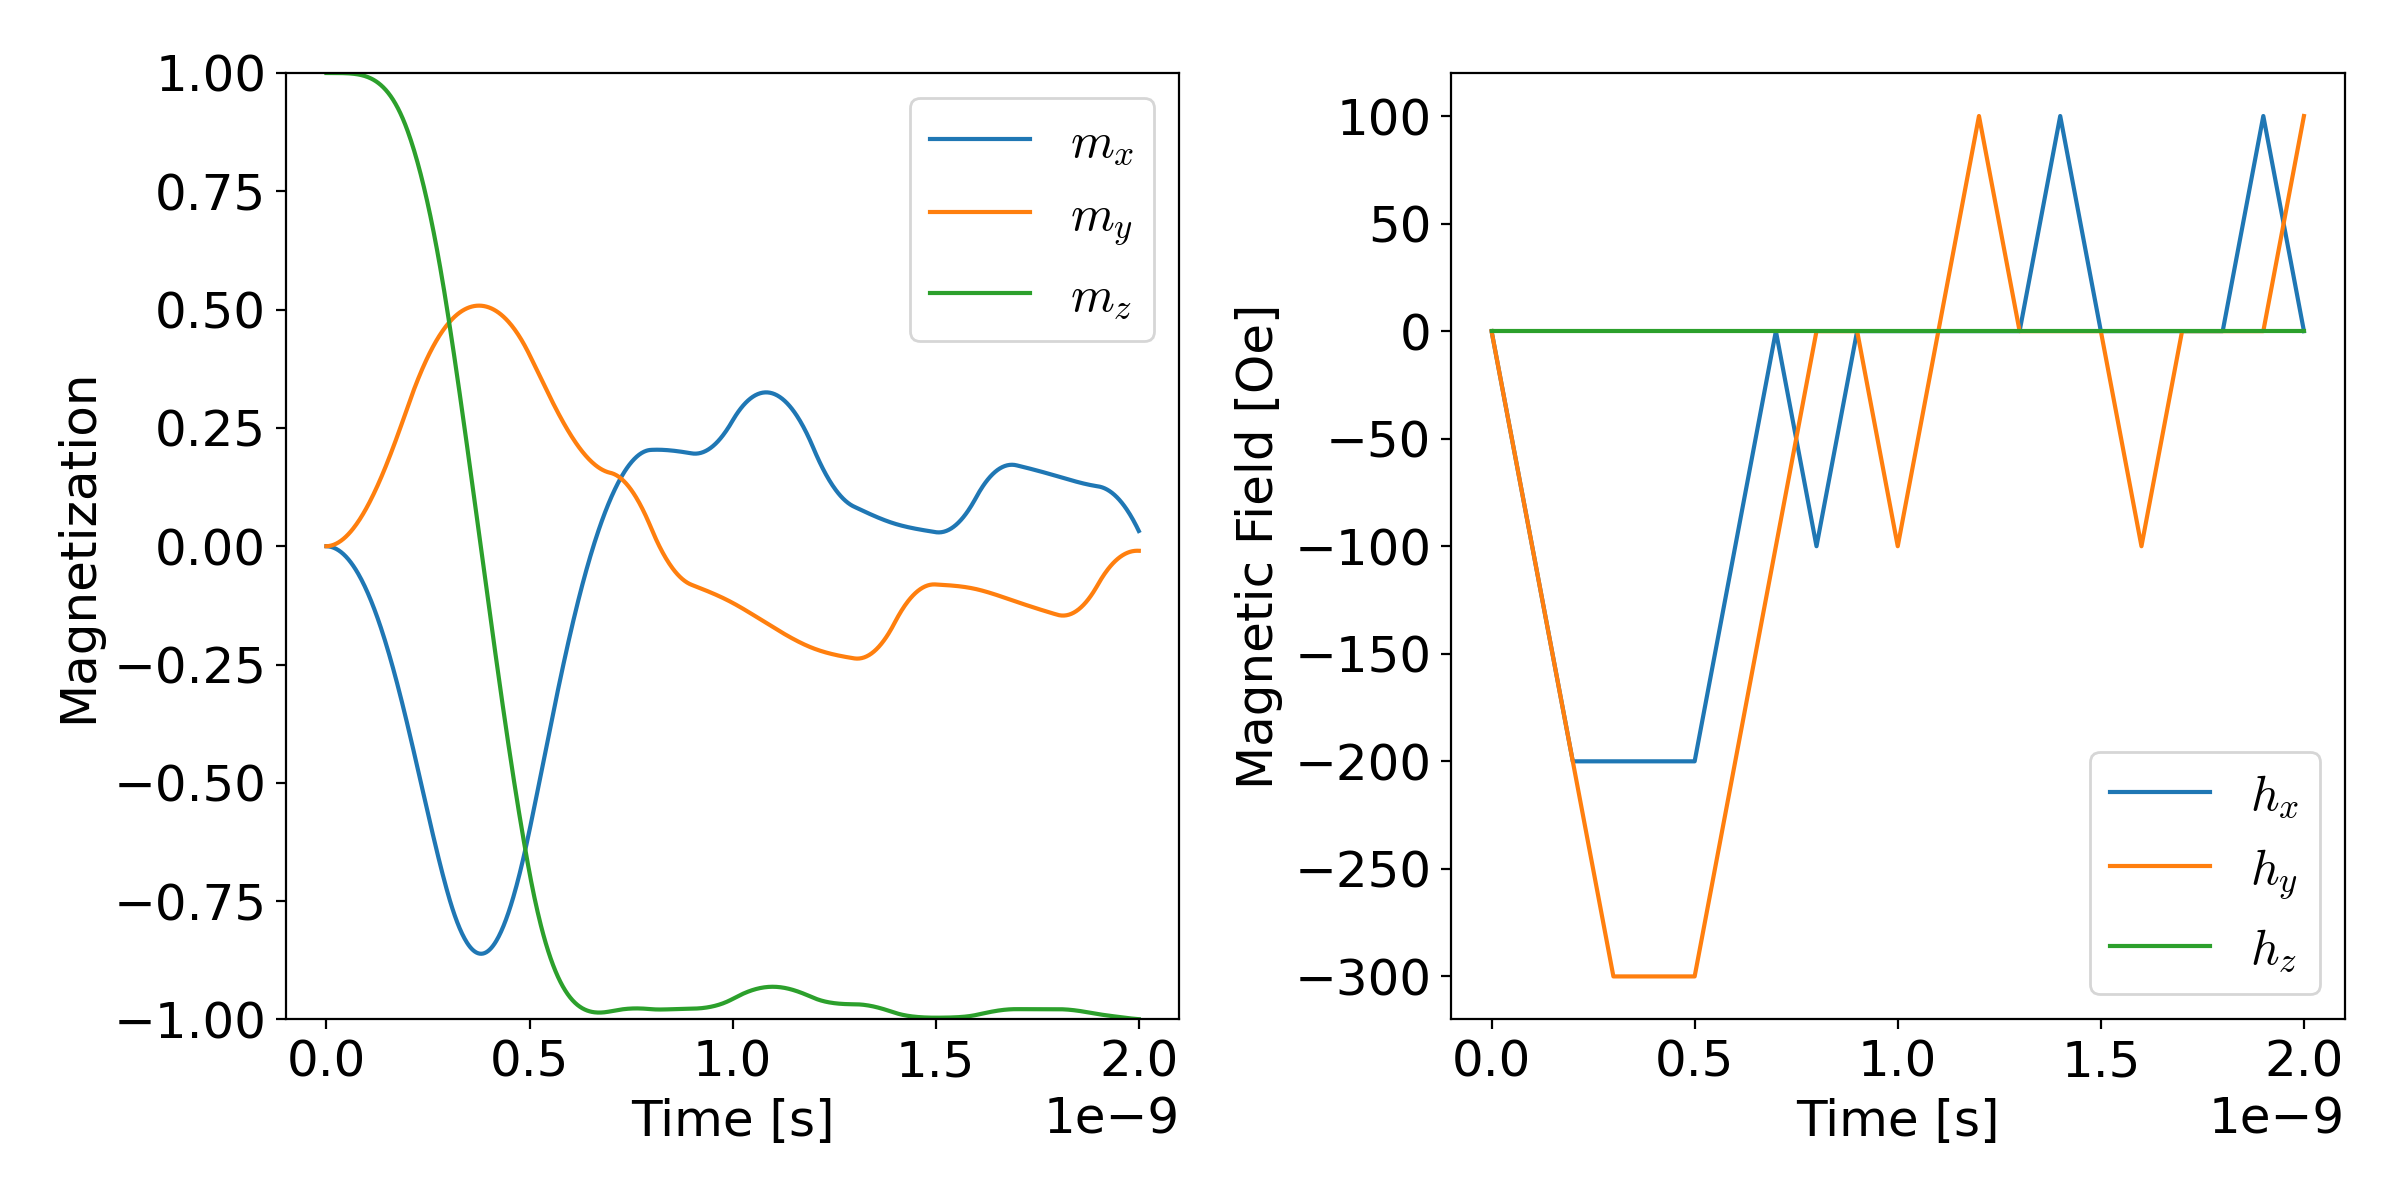 1.00
0.75
0.50
0.25
0.00
−0.25
−0.50
−0.75
−1.00
Magnetization
m_x
m_y
m_z
0.0 0.5 1.0 1.5 2.0
Time [s]
1e−9
100
50
0
−50
−100
−150
−200
−250
−300
Magnetic Field [Oe]
h_x
h_y
h_z
0.0 0.5 1.0 1.5 2.0
Time [s]
1e−9